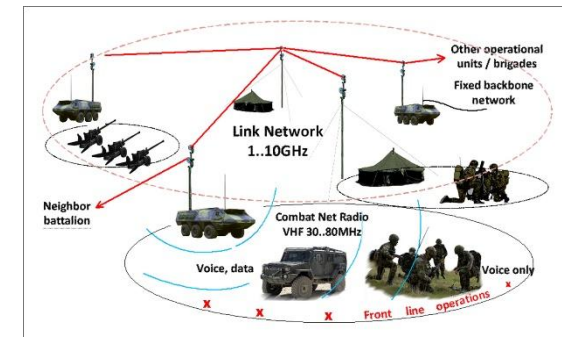 Other operational
units / brigades
Fixed backbone
network
Link Network
1..10GHz
Neighbor
battalion
Combat Net Radio
VHF 30..80MHz
Voice, data
Voice only
x x x Front line operations x